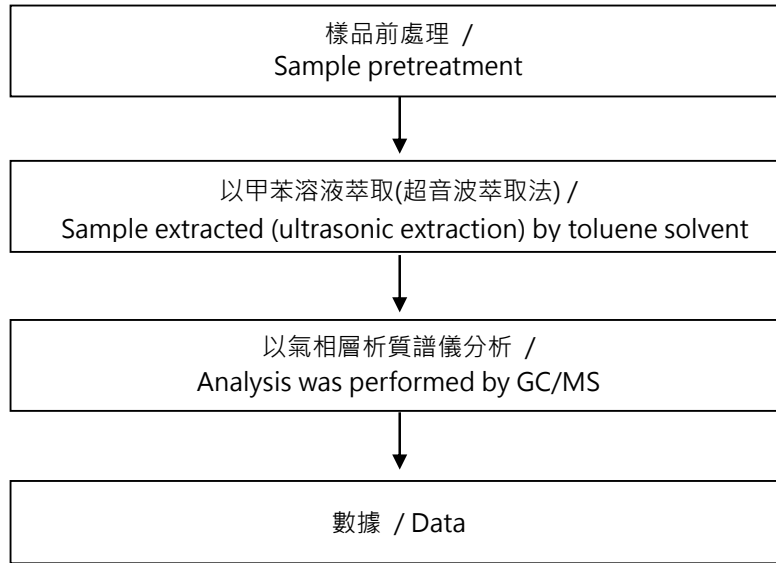 樣品前處理 /
Sample pretreatment
以甲苯溶液萃取(超音波萃取法) /
Sample extracted (ultrasonic extraction) by toluene solvent
以氣相層析質譜儀分析 /
Analysis was performed by GC/MS
數據 / Data